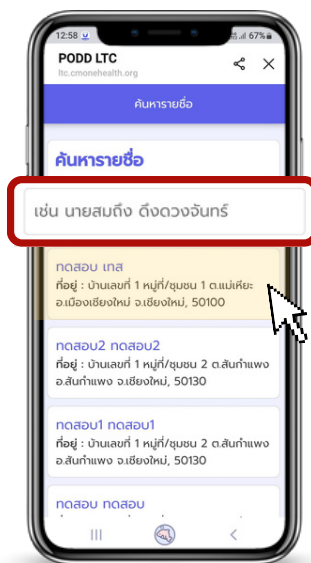 12:58
67%
PODD LTC
ltc.cmonehealth.org
ค้นหารายชื่อ
ค้นหารายชื่อ
เช่น นายสมถึง ดึงดวงจันทร์
ทดสอบ เทส
ที่อยู่ : บ้านเลขที่ 1 หมู่ที่/ชุมชน 1 ต.แม่เหียะ
อ.เมืองเชียงใหม่ จ.เชียงใหม่, 50100
ทดสอบ2 ทดสอบ2
ที่อยู่ : บ้านเลขที่ 1 หมู่ที่/ชุมชน 2 ต.สันกำแพง
อ.สันกำแพง จ.เชียงใหม่, 50130
ทดสอบ1 ทดสอบ1
ที่อยู่ : บ้านเลขที่ 1 หมู่ที่/ชุมชน 2 ต.สันกำแพง
อ.สันกำแพง จ.เชียงใหม่, 50130
ทดสอบ ทดสอบ